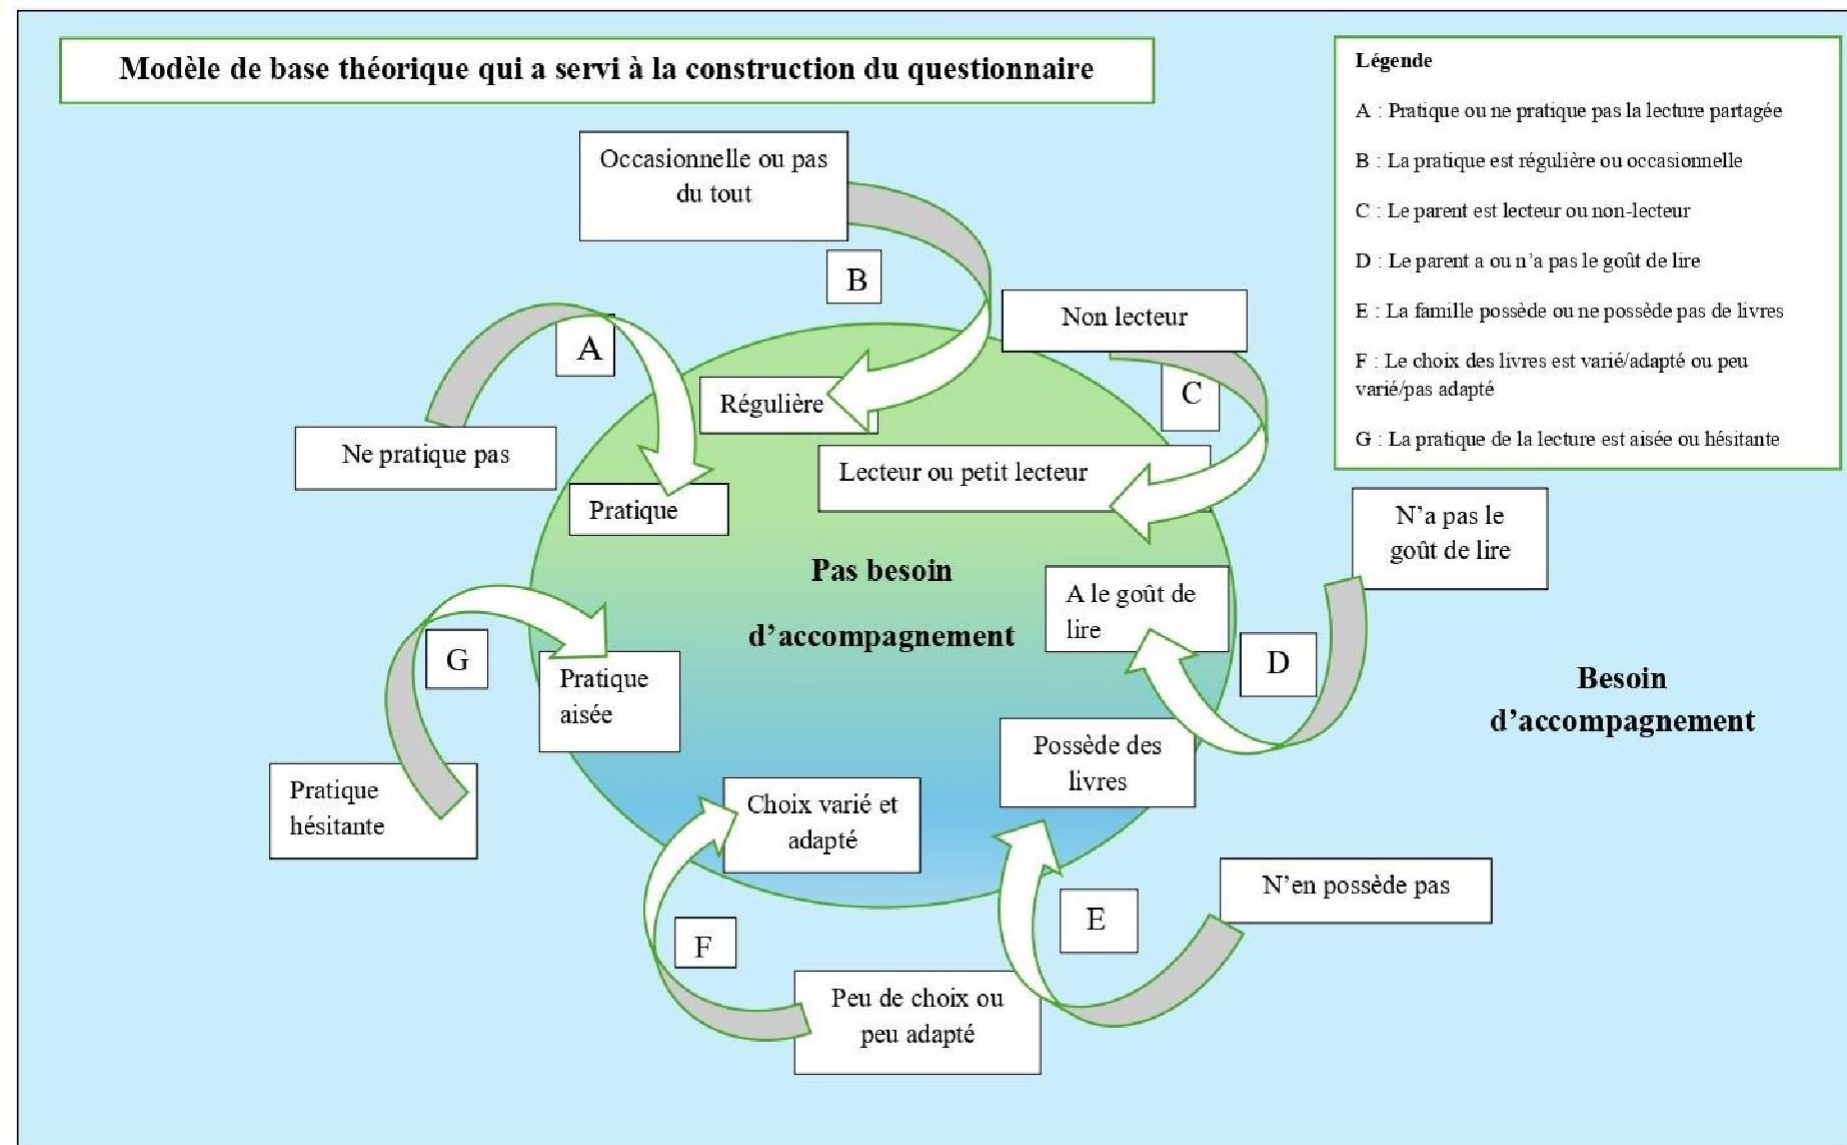 Modèle de base théorique qui a servi à la construction du questionnaire
Légende
A : Pratique ou ne pratique pas la lecture partagée
B : La pratique est régulière ou occasionnelle
C : Le parent est lecteur ou non-lecteur
D : Le parent a ou n’a pas le goût de lire
E : La famille possède ou ne possède pas de livres
F : Le choix des livres est varié/adapté ou peu
varié/pas adapté
G : La pratique de la lecture est aisée ou hésitante
Occasionnelle ou pas
du tout
B
Non lecteur
A
Régulière
C
Ne pratique pas
Lecteur ou petit lecteur
Pratique
N’a pas le
goût de lire
Pas besoin
d’accompagnement
A le goût de
lire
G
D
Pratique
aisée
Besoin
d’accompagnement
Possède des
livres
Pratique
hésitante
Choix varié et
adapté
N’en possède pas
E
F
Peu de choix ou
peu adapté